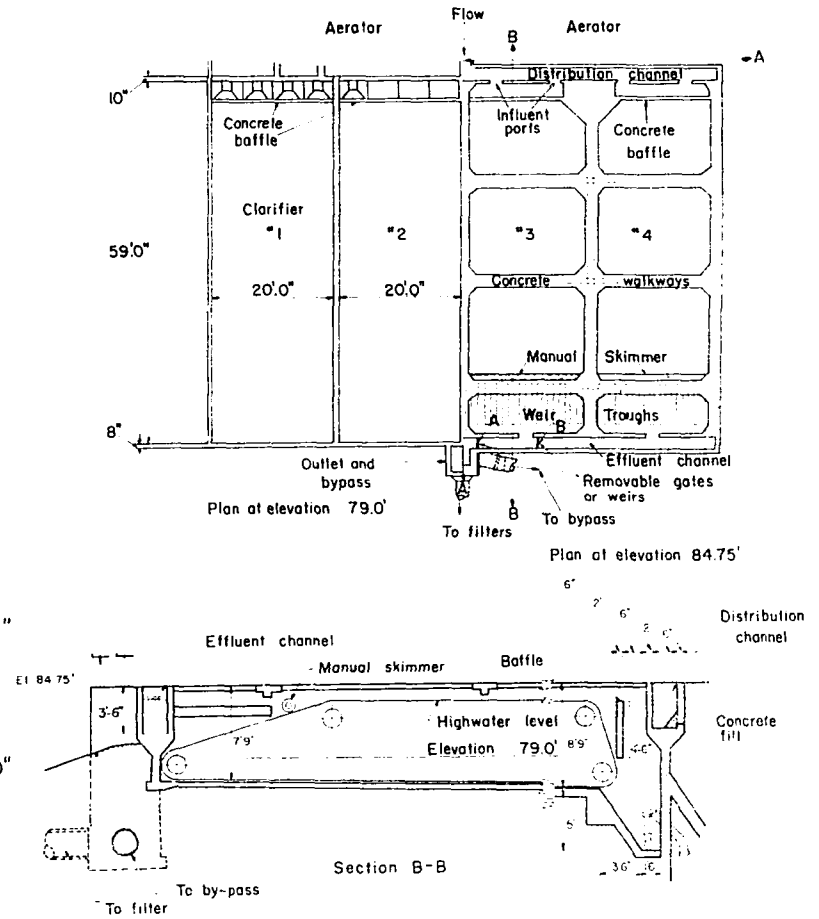 Flow
Aerator
Aerator
B
A
Distribution channel
10"
Influent
ports
Concrete
baffle
Concrete
baffle
Clarifier
#1
#2
#3
#4
59'.0"
20'.0"
20'.0"
Concrete walkways
Manual Skimmer
Weir Troughs
A
B
8"
Outlet and
bypass
Effluent channel
Removable gates
or weirs
A
Plan at elevation 79.0'
B
To bypass
To filters
Plan at elevation 84.75'
6"
2'
6"
2
6"
Distribution
channel
Effluent channel
Manual skimmer
Baffle
El 84.75'
3'-6"
Highwater level
Concrete
fill
7'9"
Elevation 79.0'
8'9"
4'-6"
5'
Section B-B
3'6"
To by-pass
To filter